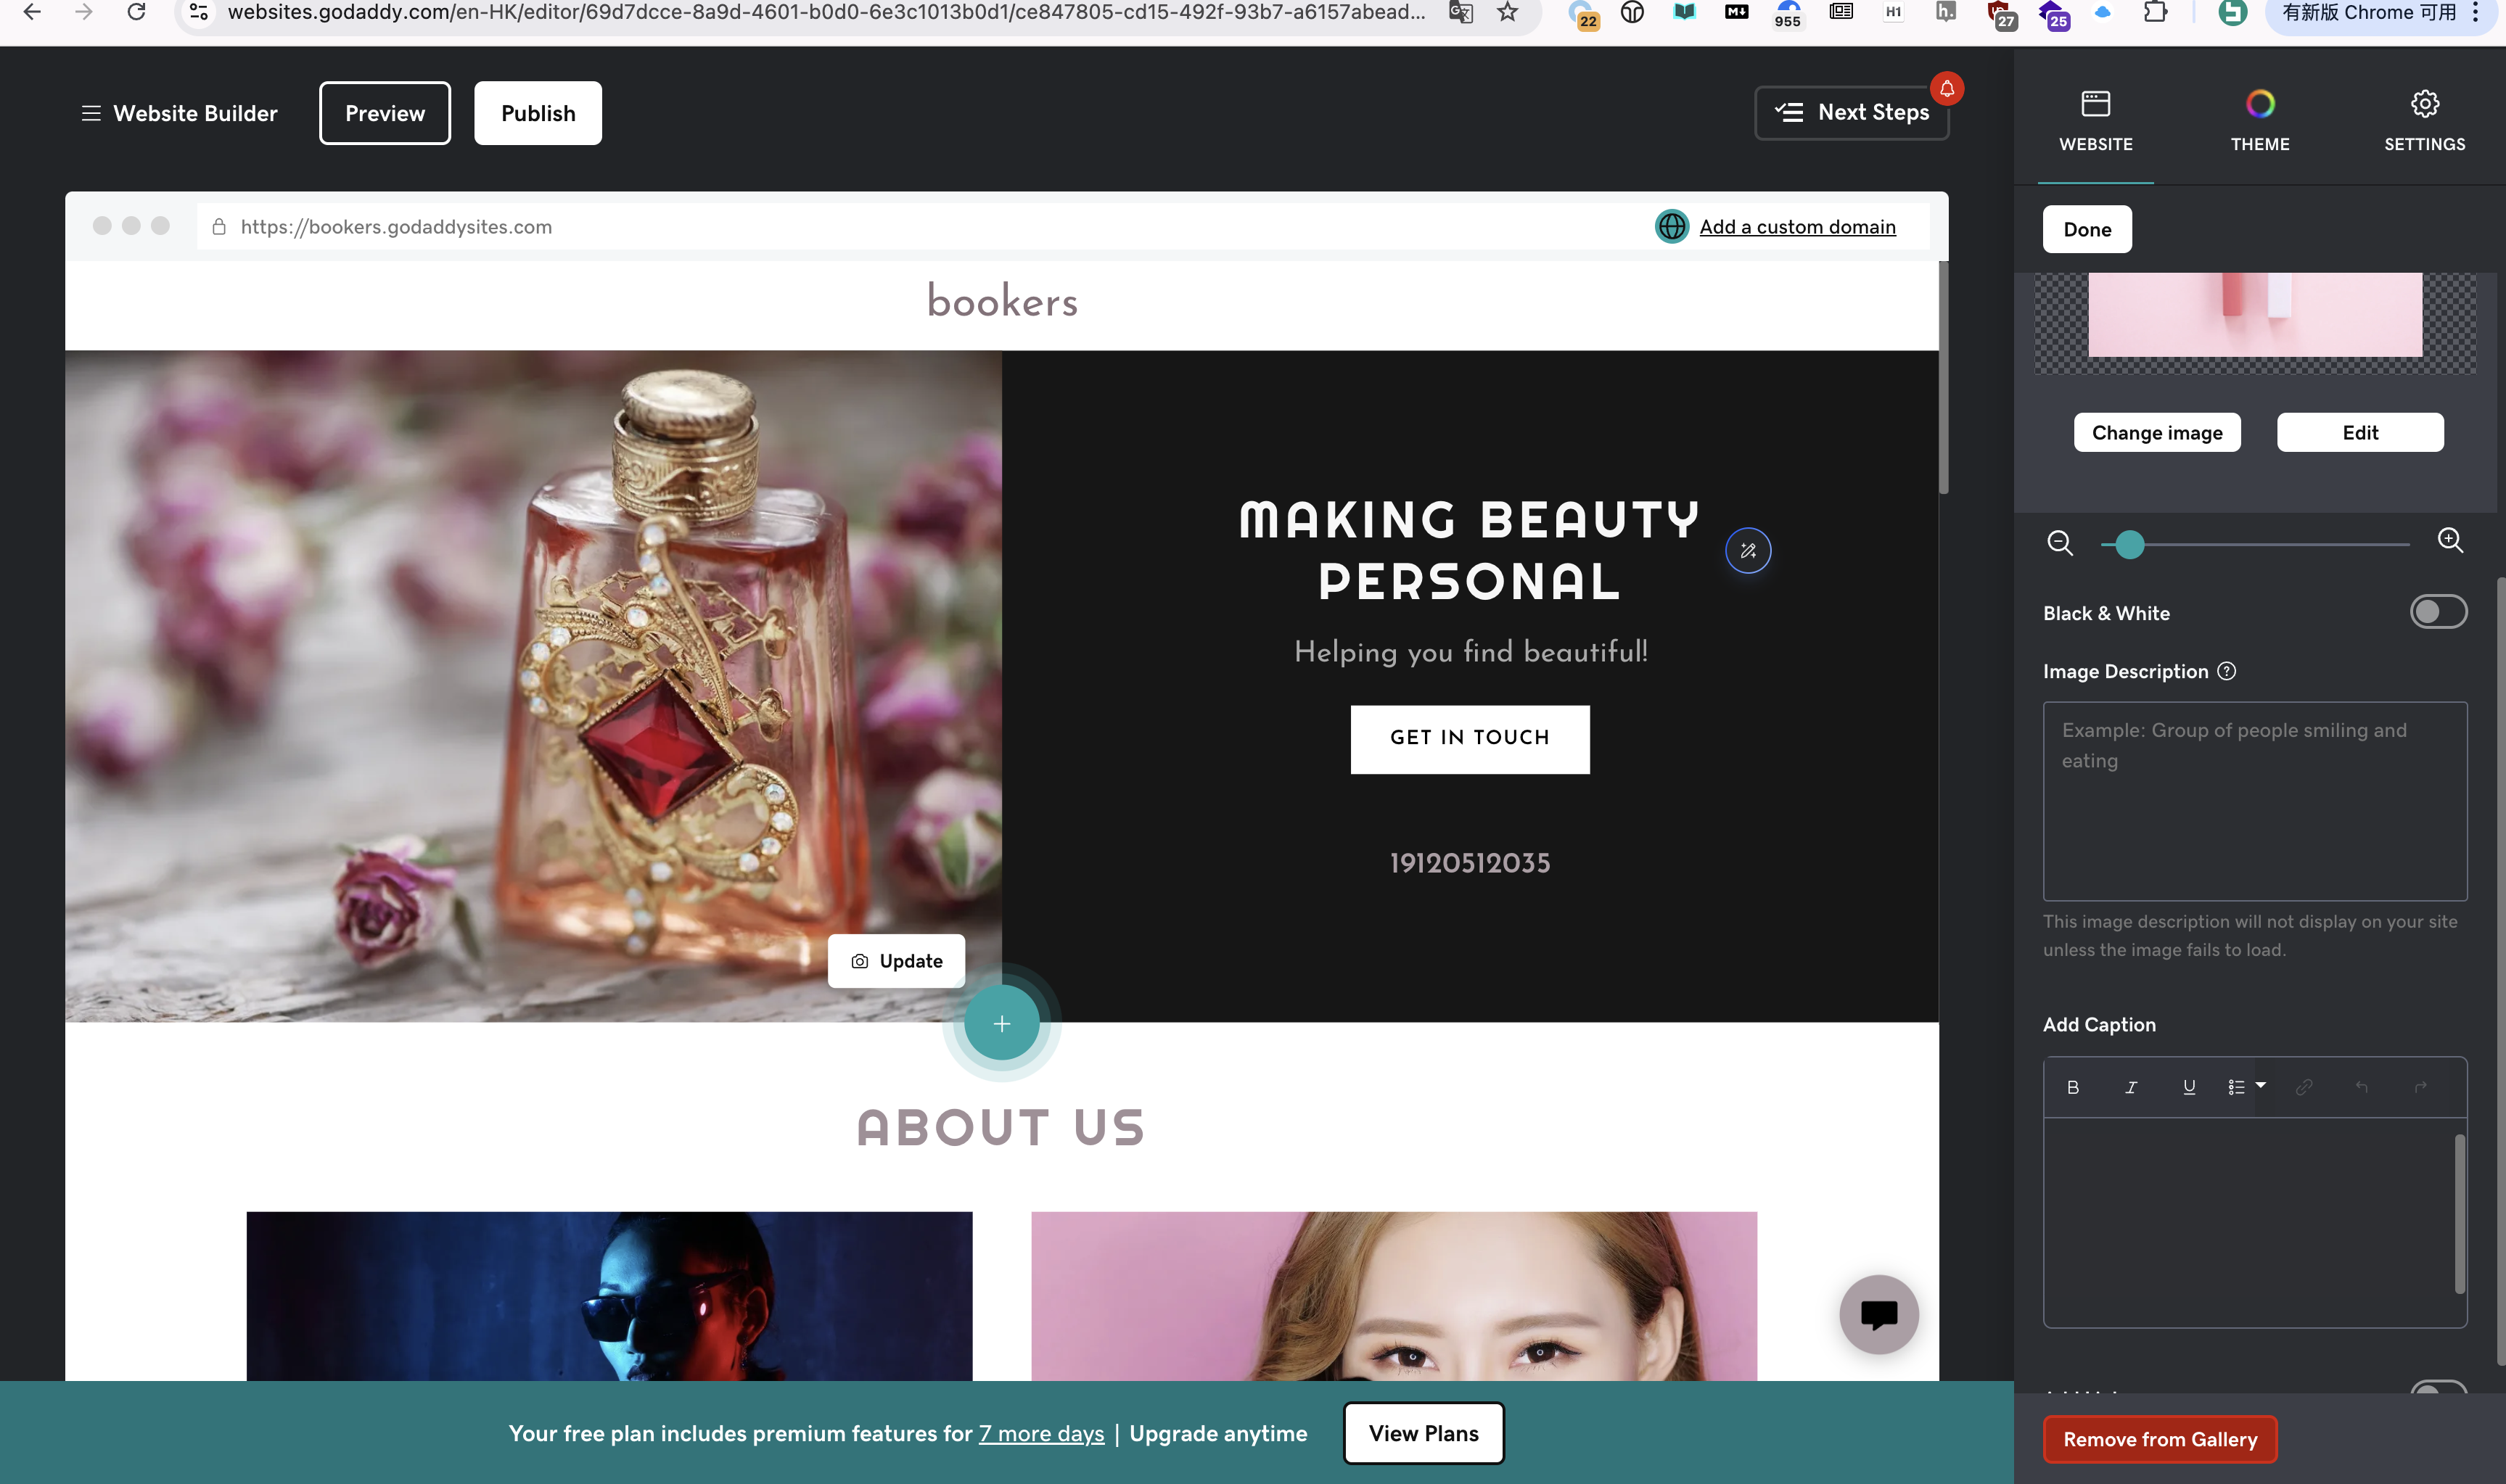 websites.godaddy.com/en-HK/editor/69d7dcce-8a9d-4601-b0d0-6e3c1013b0d1/ce847805-cd15-492f-93b7-a6157abead...
22
M↓
955
H1
h.
27
25
有新版 Chrome 可用
Website Builder
Preview
Publish
Next Steps
WEBSITE
THEME
SETTINGS
https://bookers.godaddysites.com
Add a custom domain
Done
bookers
Change image
Edit
MAKING BEAUTY
PERSONAL
Helping you find beautiful!
GET IN TOUCH
19120512035
Update
ABOUT US
Black & White
Image Description
Example: Group of people smiling and
eating
This image description will not display on your site
unless the image fails to load.
Add Caption
B I U
Your free plan includes premium features for 7 more days | Upgrade anytime
View Plans
Remove from Gallery